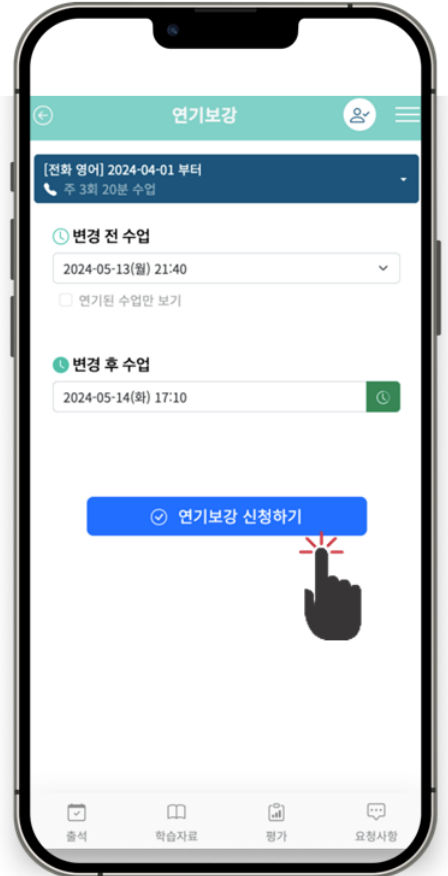 연기보강
[전화 영어] 2024-04-01 부터
주 3회 20분 수업
변경 전 수업
2024-05-13(월) 21:40
연기된 수업만 보기
변경 후 수업
2024-05-14(화) 17:10
연기보강 신청하기
출석 학습자료 평가 요청사항